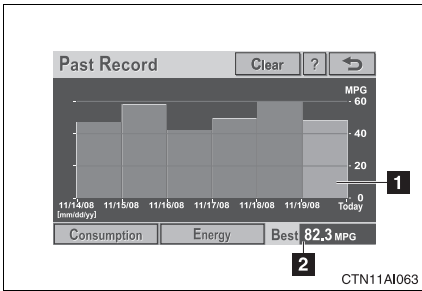 Past Record Clear ?
MPG
60
40
20
0
11/14/08 11/15/08 11/16/08 11/17/08 11/18/08 11/19/08 Today
[mm/dd/yy]
1
Consumption Energy Best 82.3 MPG
2
CTN11AI063